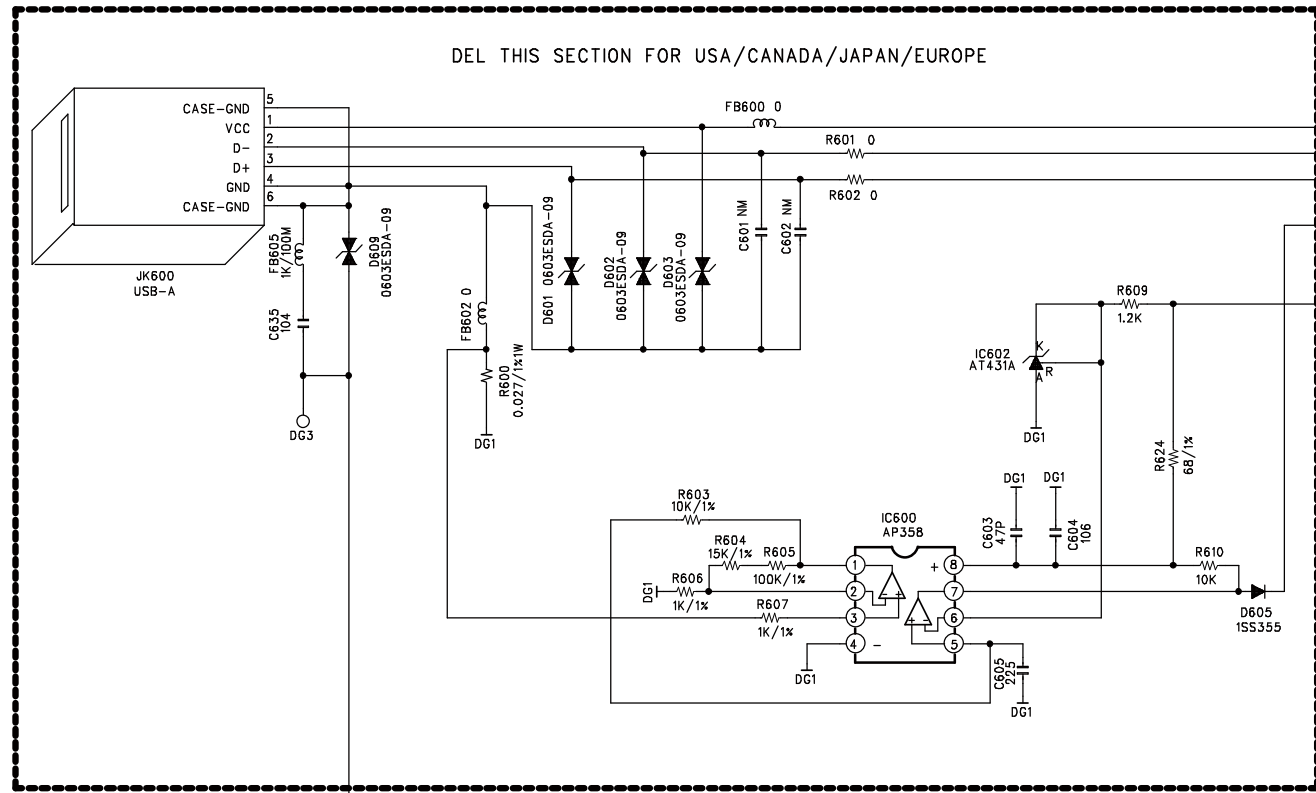 DEL THIS SECTION FOR USA/CANADA/JAPAN/EUROPE
CASE-GND 5
VCC 1
D- 2
D+ 3
GND 4
CASE-GND 6
JK600
USB-A
FB605
1K/100M
C635
104
DG3
D609
0603ESDA-09
FB602 0
R600
0.027/1%1W
DG1
D601 0603ESDA-09
D602
0603ESDA-09
D603
0603ESDA-09
FB600 0
R601 0
R602 0
C601 NM
C602 NM
R609
1.2K
IC602
AT431A
K
R
A
DG1
R624
68/1%
DG1
DG1
C603
47P
C604
106
R603
10K/1%
R604
15K/1%
R605
100K/1%
DG1
R606
1K/1%
R607
1K/1%
IC600
AP358
1
2
3
4
8
7
6
5
+
-
- +
+ -
R610
10K
D605
1SS355
C605
225
DG1
DG1